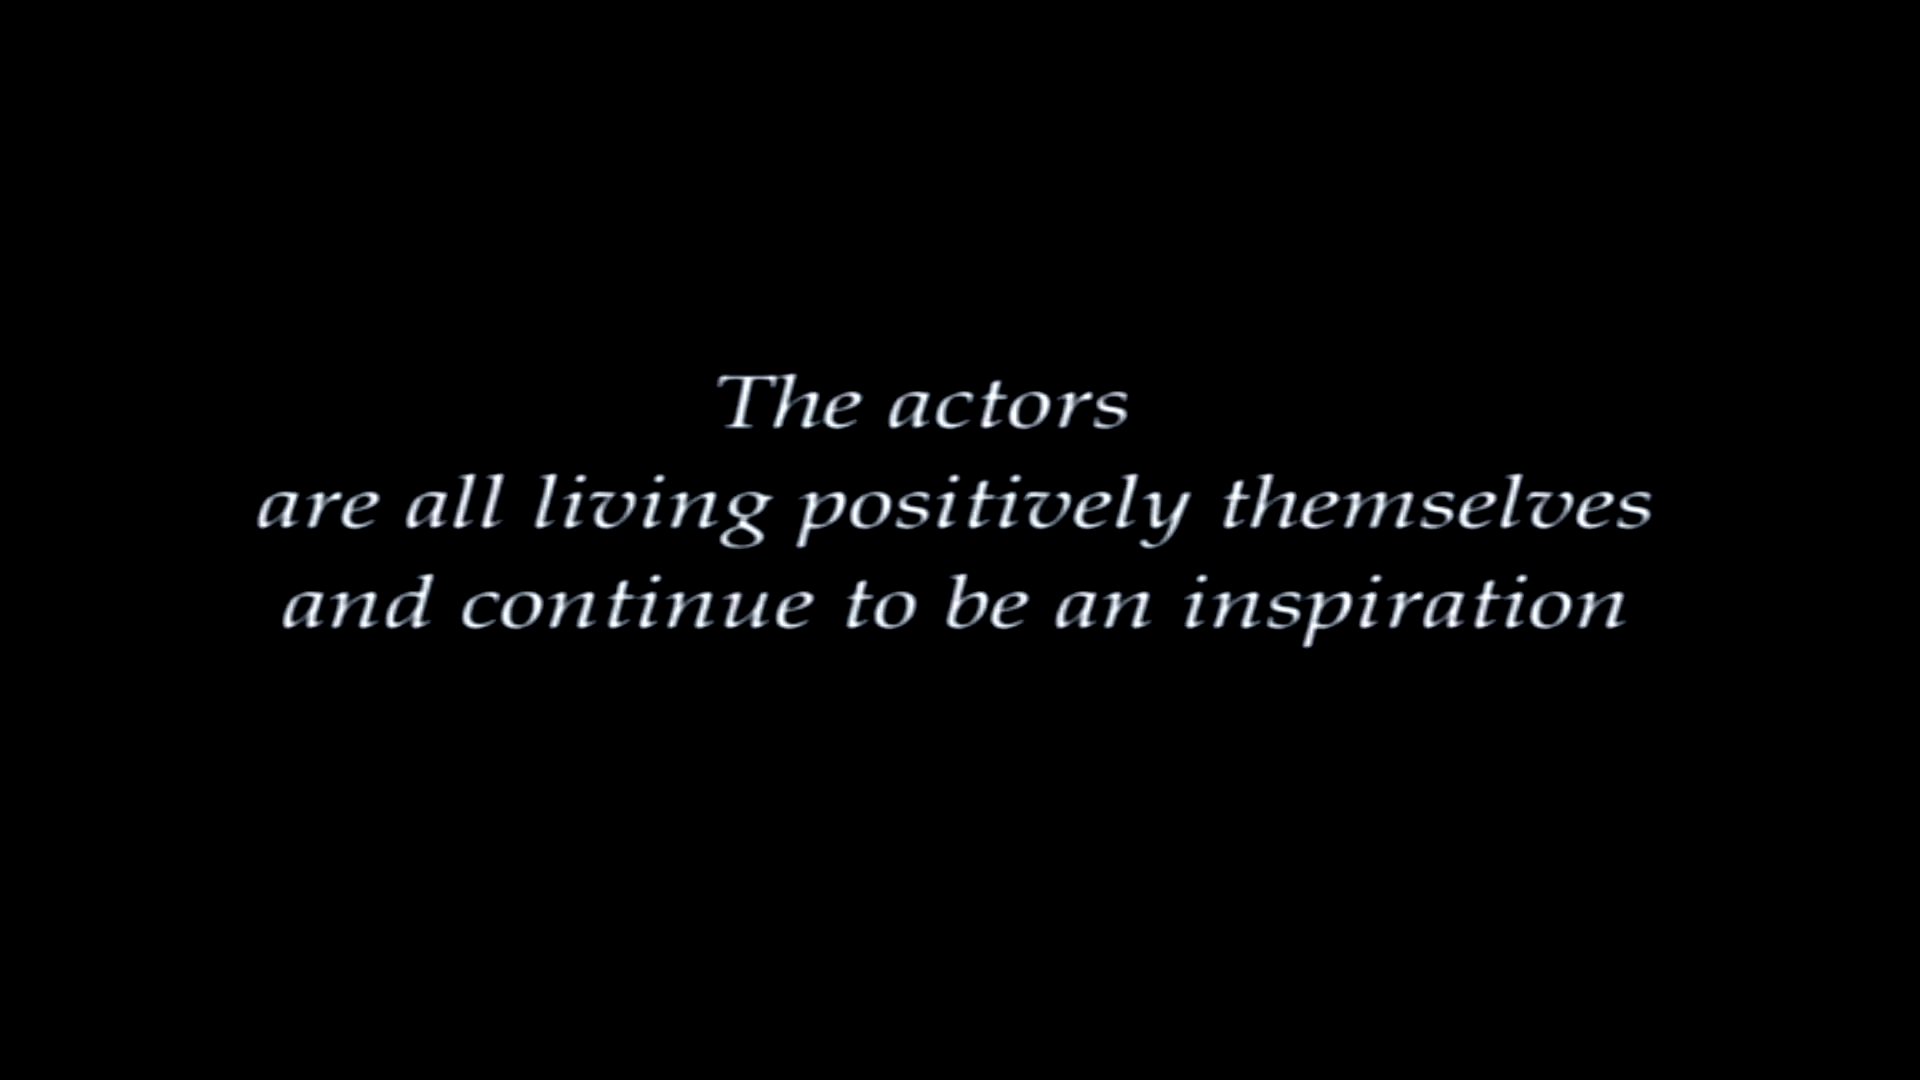 The actors
are all living positively themselves
and continue to be an inspiration